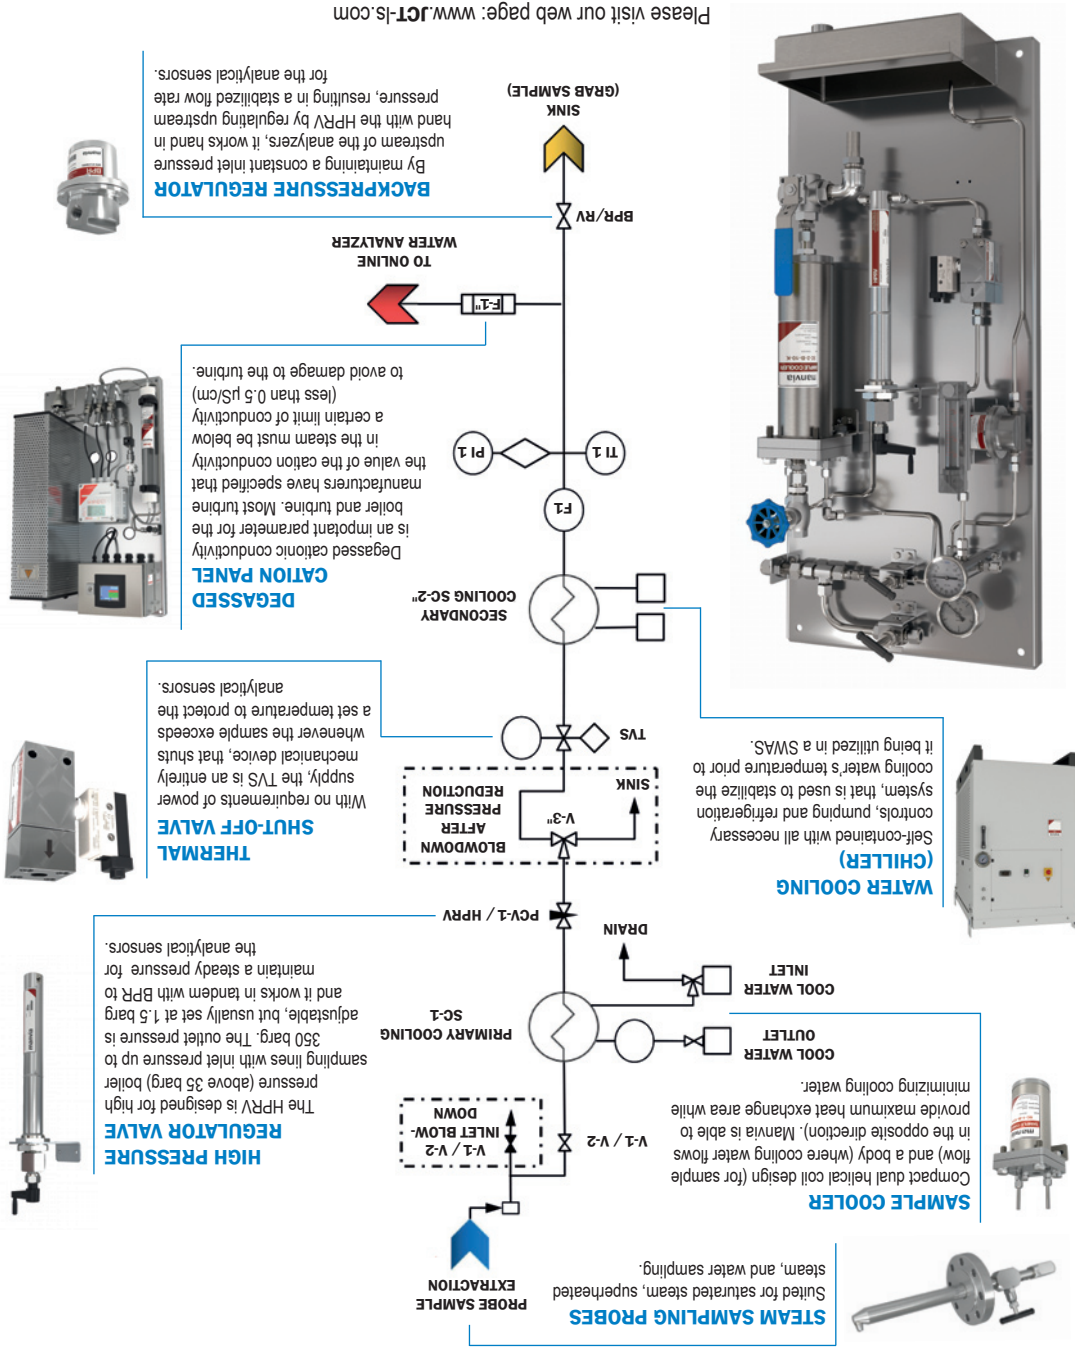 STEAM SAMPLING PROBES
Suited for saturated steam, superheated
steam, and water sampling.
PROBE SAMPLE
EXTRACTION
SAMPLE COOLER
Compact dual helical coil design (for sample
flow) and a body (where cooling water flows
in the opposite direction). Manvia is able to
provide maximum heat exchange area while
minimizing cooling water.
V-1 / V-2
INLET BLOW-
DOWN
V-1 / V-2
HIGH PRESSURE
REGULATOR VALVE
The HPRV is designed for high
pressure (above 35 barg) boiler
sampling lines with inlet pressure up to
350 barg. The outlet pressure is
adjustable, but usually set at 1.5 barg
and it works in tandem with BPR to
maintain a steady pressure for
the analytical sensors.
COOL WATER
OUTLET
PRIMARY COOLING
SC-1
COOL WATER
INLET
DRAIN
PCV-1 / HPRV
WATER COOLING
(CHILLER)
Self-contained with all necessary
controls, pumping and refrigeration
system, that is used to stabilize the
cooling water's temperature prior to
it being utilized in a SWAS.
BLOWDOWN
AFTER
PRESSURE
REDUCTION
V-3"
SINK
THERMAL
SHUT-OFF VALVE
With no requirements of power
supply, the TVS is an entirely
mechanical device, that shuts
whenever the sample exceeds
a set temperature to protect the
analytical sensors.
TVS
SECONDARY
COOLING SC-2"
DEGASSED
CATION PANEL
Degassed cationic conductivity
is an impotant parameter for the
boiler and turbine. Most turbine
manufacturers have specified that
the value of the cation conductivity
in the steam must be below
a certain limit of conductivity
(less than 0.5 µS/cm)
to avoid damage to the turbine.
F1
TI 1
PI 1
F-1"
TO ONLINE
WATER ANALYZER
BPR/RV
SINK
(GRAB SAMPLE)
BACKPRESSURE REGULATOR
By maintaining a constant inlet pressure
upstream of the analyzers, it works hand in
hand with the HPRV by regulating upstream
pressure, resulting in a stabilized flow rate
for the analytical sensors.
manvia
Please visit our web page: www.JCT-ls.com